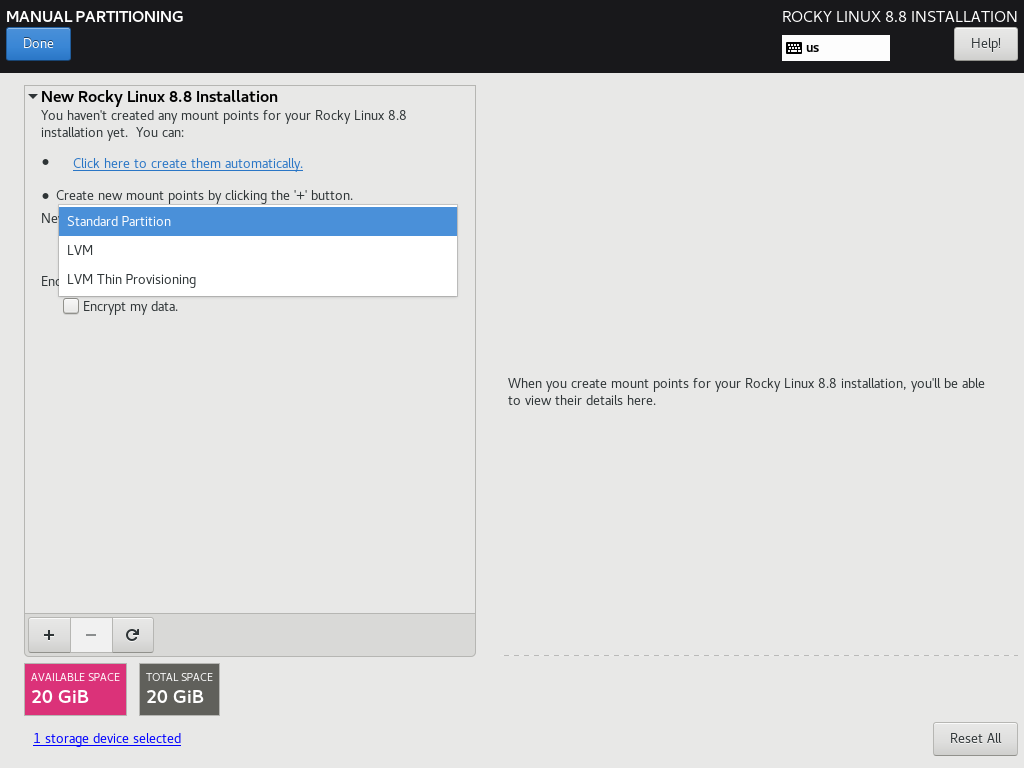 MANUAL PARTITIONING
ROCKY LINUX 8.8 INSTALLATION
Done
us
Help!
New Rocky Linux 8.8 Installation
You haven't created any mount points for your Rocky Linux 8.8
installation yet.  You can:
● Click here to create them automatically.
● Create new mount points by clicking the '+' button.
Standard Partition
LVM
LVM Thin Provisioning
Encrypt my data.
When you create mount points for your Rocky Linux 8.8 installation, you'll be able
to view their details here.
+ −
AVAILABLE SPACE
20 GiB
TOTAL SPACE
20 GiB
1 storage device selected
Reset All